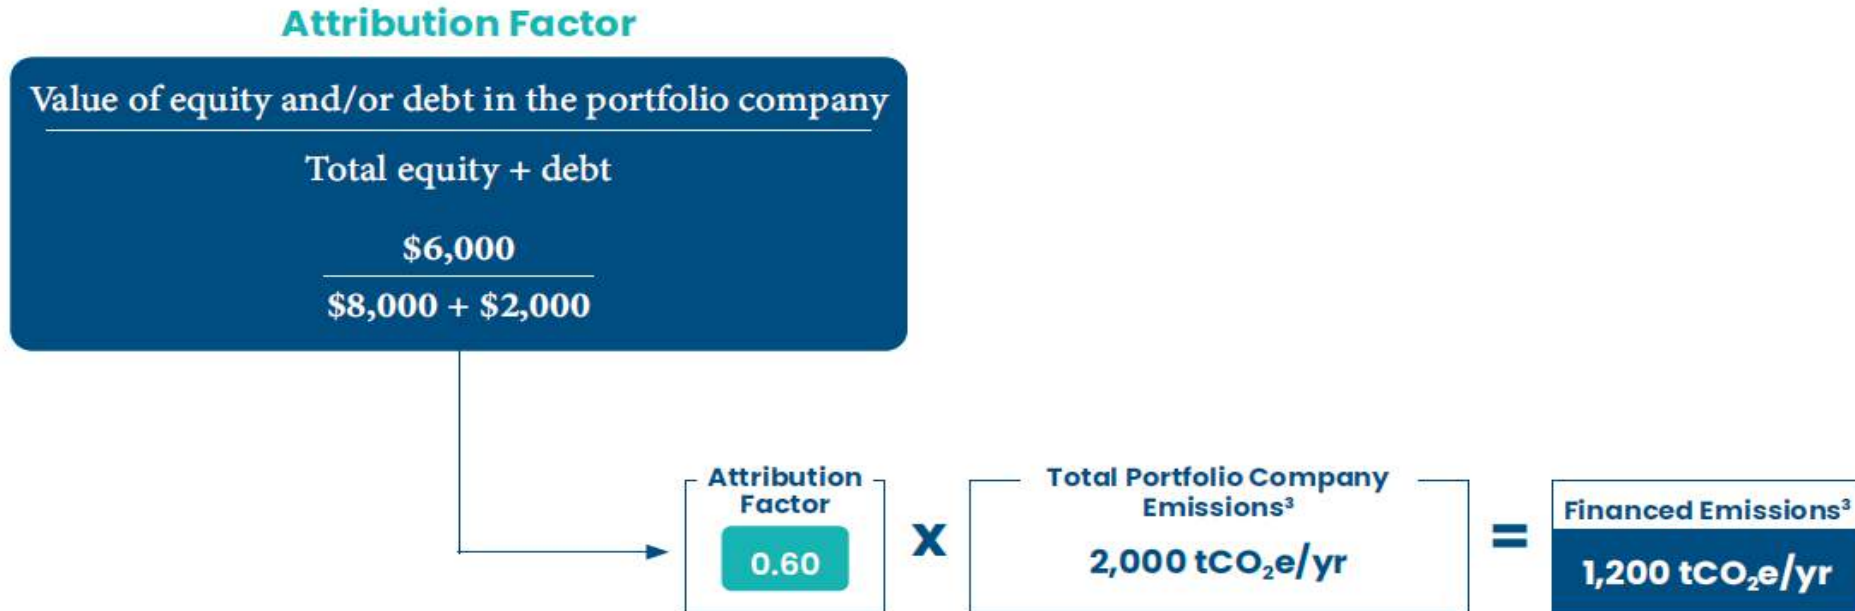 Attribution Factor
Value of equity and/or debt in the portfolio company
Total equity + debt
$6,000
$8,000 + $2,000
Attribution
Factor
0.60
x
Total Portfolio Company
Emissions³
2,000 tCO₂e/yr
=
Financed Emissions³
1,200 tCO₂e/yr